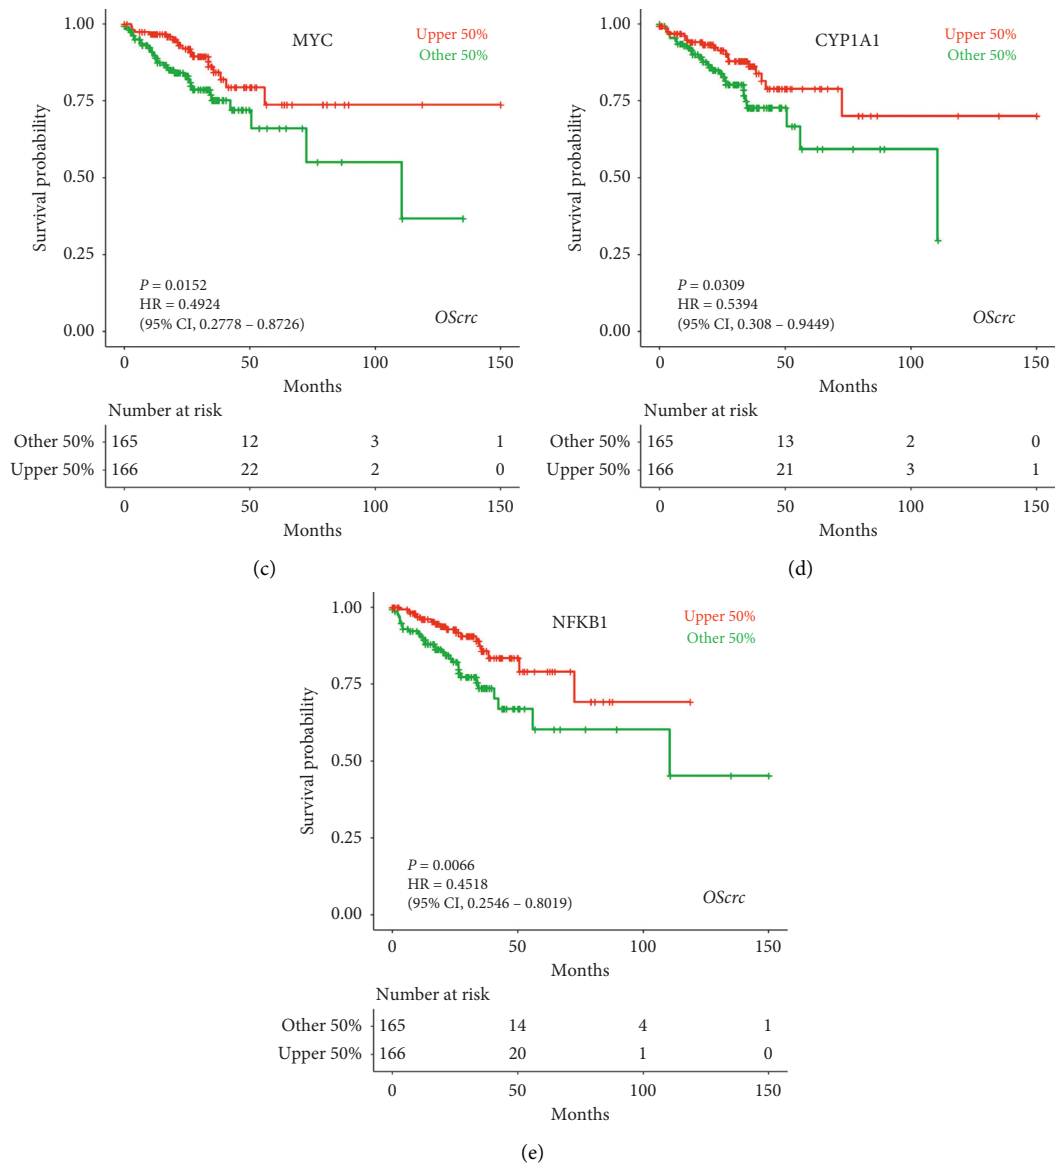 1.00
0.75
0.50
0.25
0.00
Survival probability
MYC
Upper 50%
Other 50%
P = 0.0152
HR = 0.4924
(95% CI, 0.2778 – 0.8726)
OScrc
0 50 100 150
Months
Number at risk
Other 50% 165 12 3 1
Upper 50% 166 22 2 0
0 50 100 150
Months
(c)
1.00
0.75
0.50
0.25
0.00
Survival probability
CYP1A1
Upper 50%
Other 50%
P = 0.0309
HR = 0.5394
(95% CI, 0.308 – 0.9449)
OScrc
0 50 100 150
Months
Number at risk
Other 50% 165 13 2 0
Upper 50% 166 21 3 1
0 50 100 150
Months
(d)
1.00
0.75
0.50
0.25
0.00
Survival probability
NFKB1
Upper 50%
Other 50%
P = 0.0066
HR = 0.4518
(95% CI, 0.2546 – 0.8019)
OScrc
0 50 100 150
Months
Number at risk
Other 50% 165 14 4 1
Upper 50% 166 20 1 0
0 50 100 150
Months
(e)